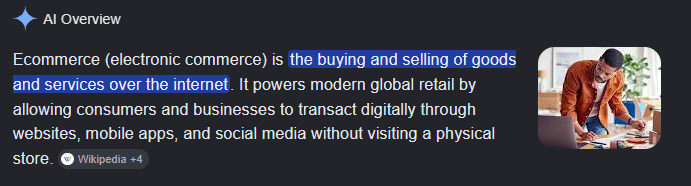 AI Overview
Ecommerce (electronic commerce) is the buying and selling of goods
and services over the internet. It powers modern global retail by
allowing consumers and businesses to transact digitally through
websites, mobile apps, and social media without visiting a physical
store. W Wikipedia +4